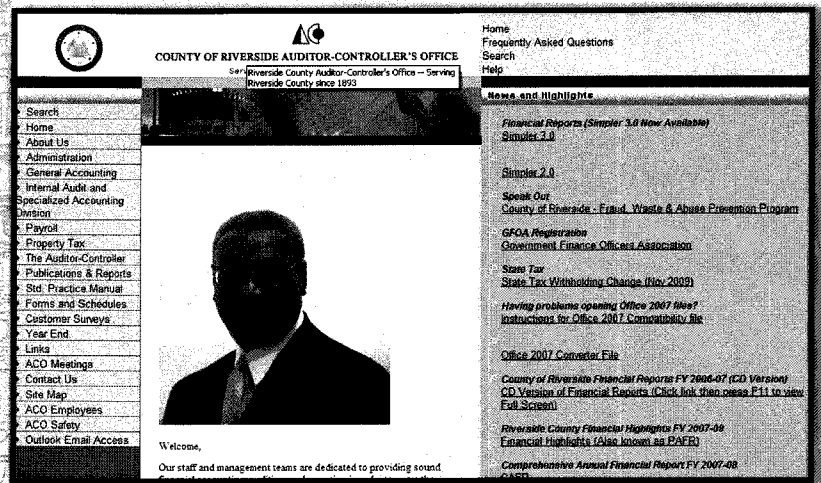 ACO
COUNTY OF RIVERSIDE AUDITOR-CONTROLLER'S OFFICE
Riverside County Auditor-Controller's Office -- Serving
Riverside County since 1893
Home
Frequently Asked Questions
Search
Help
Search
Home
About Us
Administration
General Accounting
Internal Audit and
Specialized Accounting
Division
Payroll
Property Tax
The Auditor-Controller
Publications & Reports
Std. Practice Manual
Forms and Schedules
Customer Surveys
Year End
Links
ACO Meetings
Contact Us
Site Map
ACO Employees
ACO Safety
Outlook Email Access
Welcome,
Our staff and management teams are dedicated to providing sound
News and Highlights
Financial Reports (Simpler 3.0 Now Available)
Simpler 3.0
Simpler 2.0
Speak Out
County of Riverside - Fraud, Waste & Abuse Prevention Program
GFOA Registration
Government Finance Officers Association
State Tax
State Tax Withholding Change (Nov 2009)
Having problems opening Office 2007 files?
Instructions for Office 2007 Compatibility file
Office 2007 Converter File
County of Riverside Financial Reports FY 2006-07 (CD Version)
CD Version of Financial Reports (Click link then press F11 to view
Full Screen)
Riverside County Financial Highlights FY 2007-08
Financial Highlights (Also known as PAFR)
Comprehensive Annual Financial Report FY 2007-08